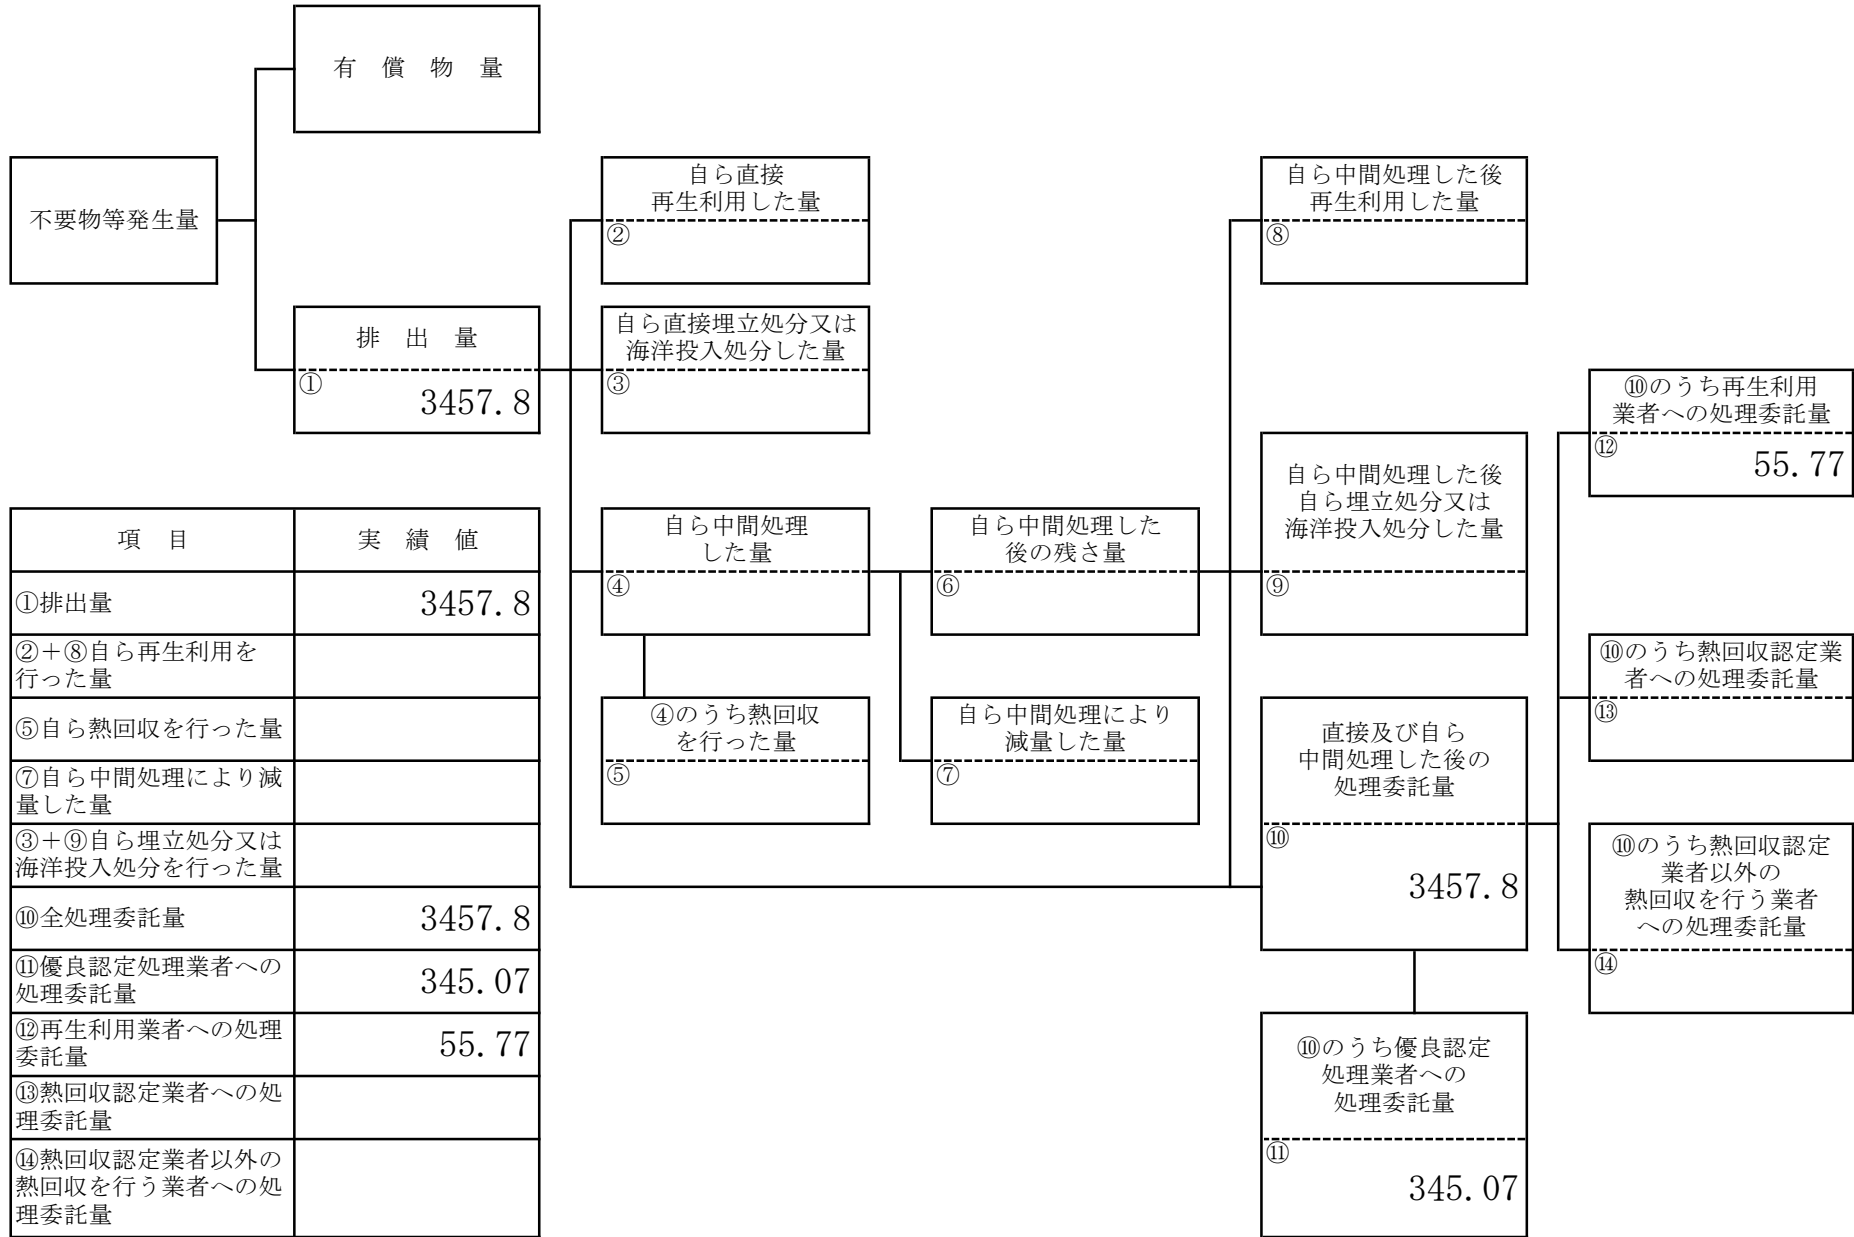 有 償 物 量
不要物等発生量
排 出 量
①
3457.8
自ら直接
再生利用した量
②
自ら直接埋立処分又は
海洋投入処分した量
③
自ら中間処理
した量
④
④のうち熱回収
を行った量
⑤
自ら中間処理した
後の残さ量
⑥
自ら中間処理により
減量した量
⑦
自ら中間処理した後
再生利用した量
⑧
自ら中間処理した後
自ら埋立処分又は
海洋投入処分した量
⑨
直接及び自ら
中間処理した後の
処理委託量
⑩
3457.8
⑩のうち優良認定
処理業者への
処理委託量
⑪
345.07
⑩のうち再生利用
業者への処理委託量
⑫
55.77
⑩のうち熱回収認定業
者への処理委託量
⑬
⑩のうち熱回収認定
業者以外の
熱回収を行う業者
への処理委託量
⑭
項 目 実 績 値
①排出量 3457.8
②＋⑧自ら再生利用を
行った量
⑤自ら熱回収を行った量
⑦自ら中間処理により減
量した量
③＋⑨自ら埋立処分又は
海洋投入処分を行った量
⑩全処理委託量 3457.8
⑪優良認定処理業者への
処理委託量 345.07
⑫再生利用業者への処理
委託量 55.77
⑬熱回収認定業者への処
理委託量
⑭熱回収認定業者以外の
熱回収を行う業者への処
理委託量